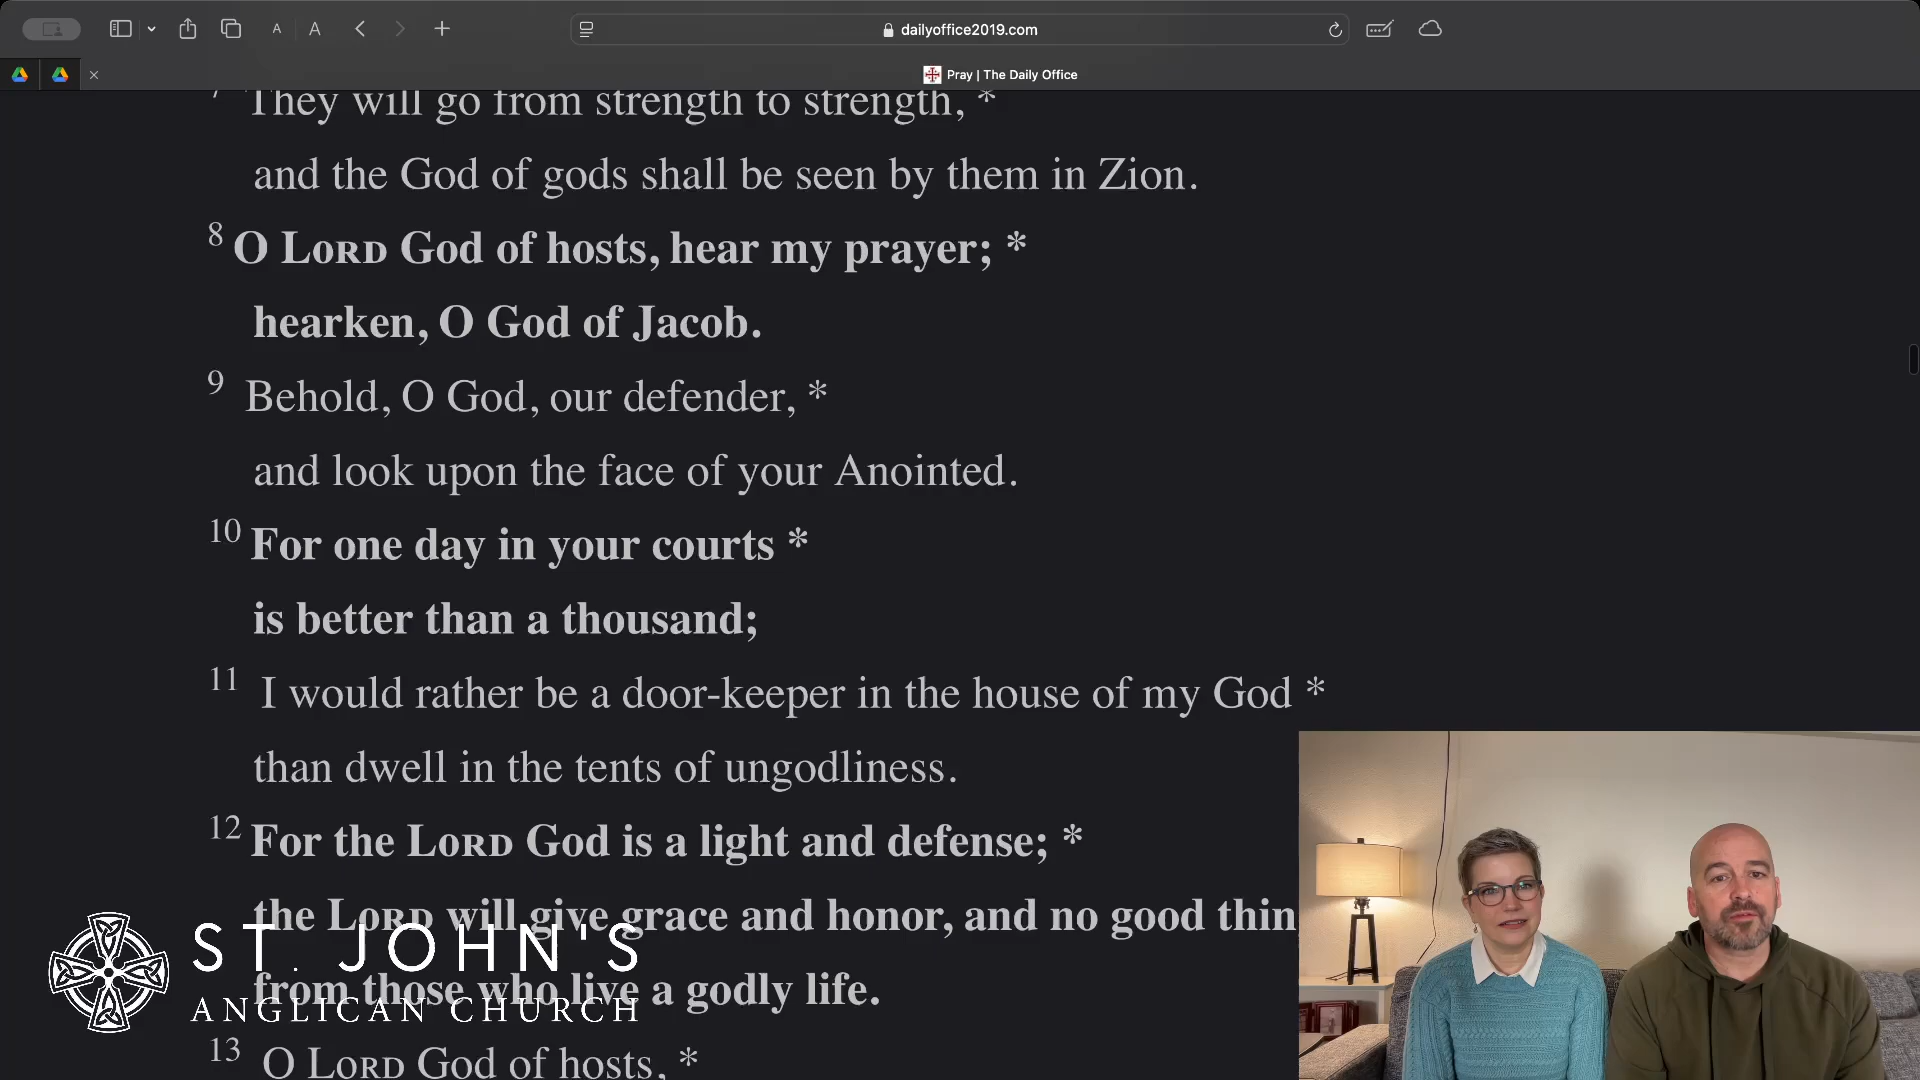 A A
dailyoffice2019.com
Pray | The Daily Office
7 They will go from strength to strength, *
and the God of gods shall be seen by them in Zion.
8 O LORD God of hosts, hear my prayer; *
hearken, O God of Jacob.
9 Behold, O God, our defender, *
and look upon the face of your Anointed.
10 For one day in your courts *
is better than a thousand;
11 I would rather be a door-keeper in the house of my God *
than dwell in the tents of ungodliness.
12 For the LORD God is a light and defense; *
the LORD will give grace and honor, and no good thin
from those who live a godly life.
13 O LORD God of hosts, *
ST. JOHN'S
ANGLICAN CHURCH